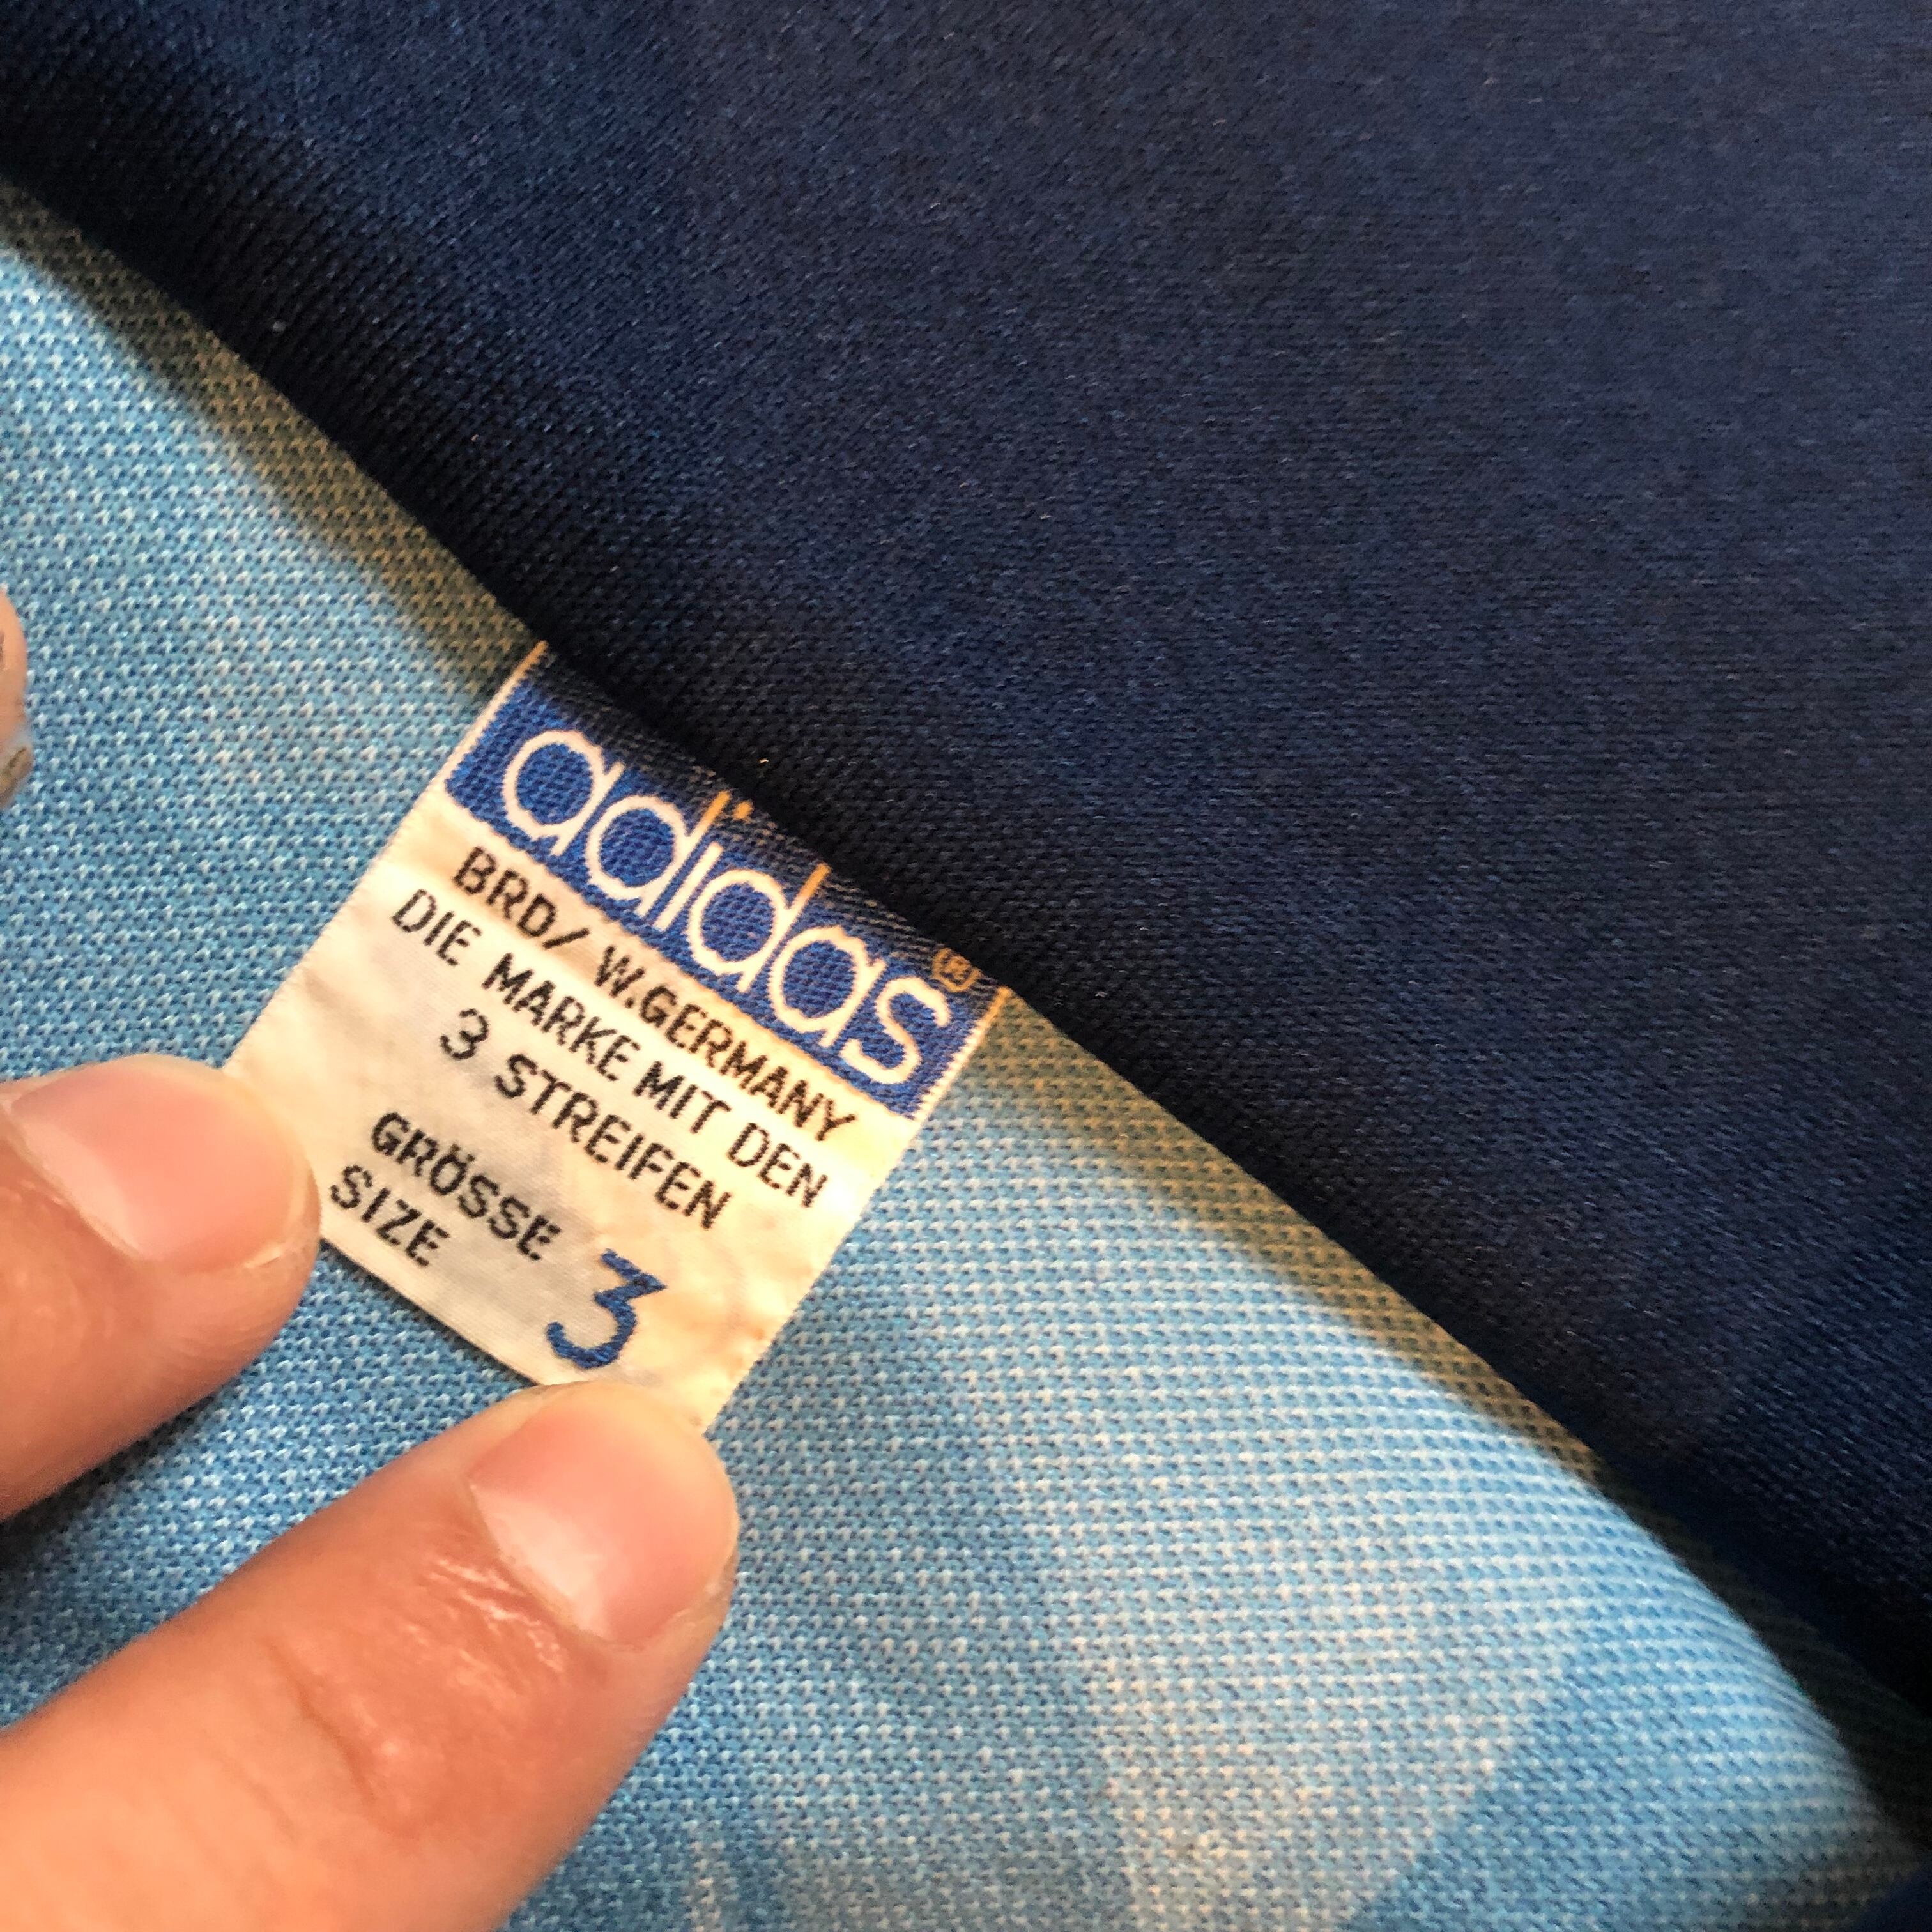 adidas®
BRD/ W.GERMANY
DIE MARKE MIT DEN
3 STREIFEN
GRÖSSE
SIZE 3